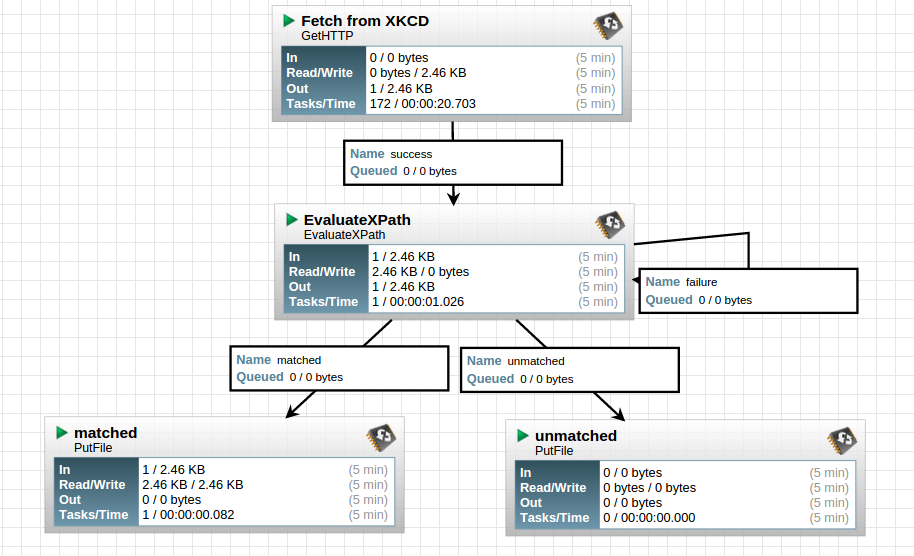 Fetch from XKCD
GetHTTP
In 0 / 0 bytes (5 min)
Read/Write 0 bytes / 2.46 KB (5 min)
Out 1 / 2.46 KB (5 min)
Tasks/Time 172 / 00:00:20.703 (5 min)
Name success
Queued 0 / 0 bytes
EvaluateXPath
EvaluateXPath
In 1 / 2.46 KB (5 min)
Read/Write 2.46 KB / 0 bytes (5 min)
Out 1 / 2.46 KB (5 min)
Tasks/Time 1 / 00:00:01.026 (5 min)
Name failure
Queued 0 / 0 bytes
Name matched
Queued 0 / 0 bytes
Name unmatched
Queued 0 / 0 bytes
matched
PutFile
In 1 / 2.46 KB (5 min)
Read/Write 2.46 KB / 2.46 KB (5 min)
Out 0 / 0 bytes (5 min)
Tasks/Time 1 / 00:00:00.082 (5 min)
unmatched
PutFile
In 0 / 0 bytes (5 min)
Read/Write 0 bytes / 0 bytes (5 min)
Out 0 / 0 bytes (5 min)
Tasks/Time 0 / 00:00:00.000 (5 min)